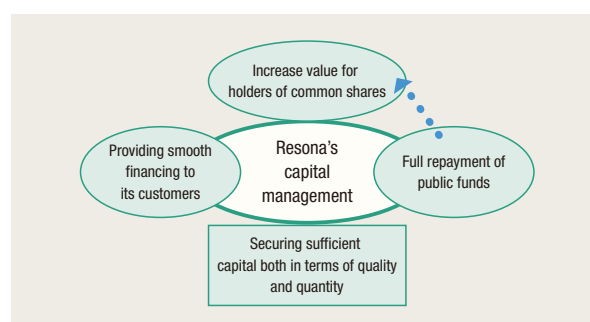 Increase value for
holders of common shares
Providing smooth
financing to
its customers
Resona's
capital
management
Full repayment of
public funds
Securing sufficient
capital both in terms of quality
and quantity